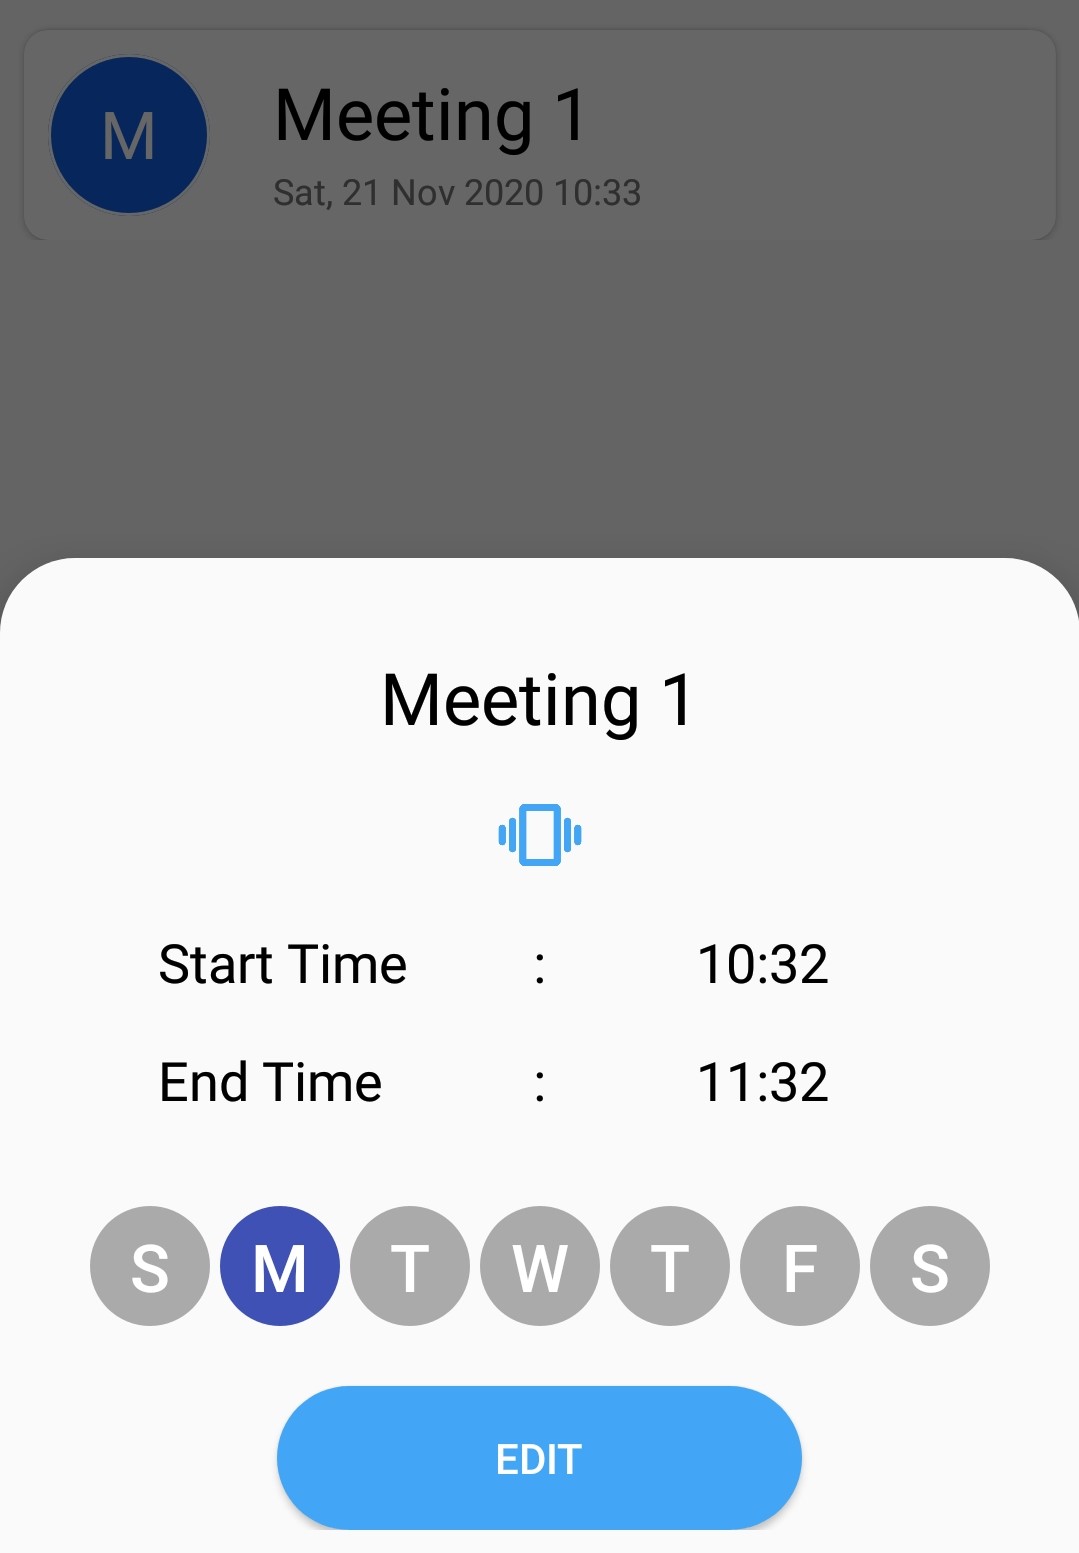 M
Meeting 1
Sat, 21 Nov 2020 10:33
Meeting 1
Start Time : 10:32
End Time : 11:32
S M T W T F S
EDIT